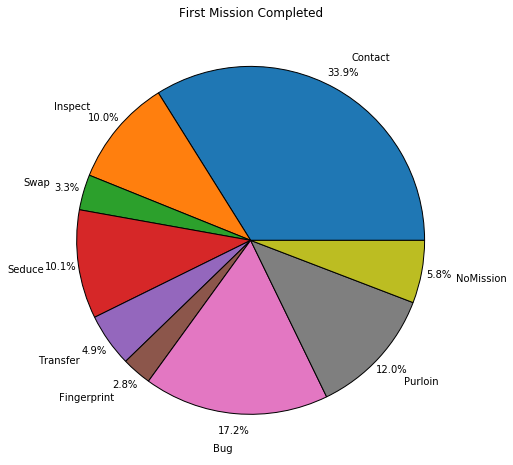 First Mission Completed
Contact
33.9%
Inspect
10.0%
Swap
3.3%
Seduce
10.1%
Transfer
4.9%
Fingerprint
2.8%
Bug
17.2%
Purloin
12.0%
NoMission
5.8%